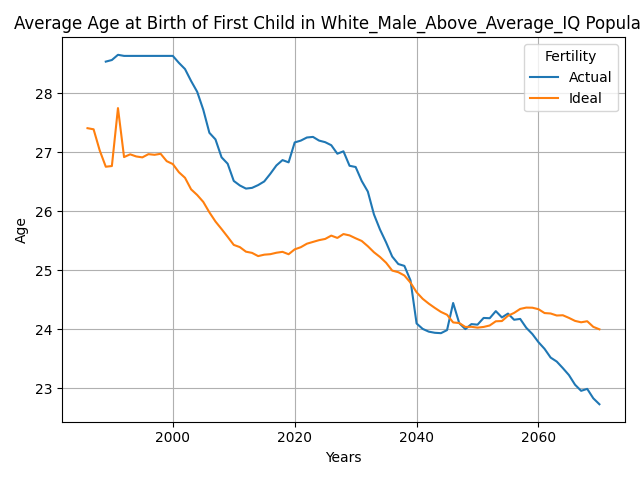 Average Age at Birth of First Child in White_Male_Above_Average_IQ Popula
Fertility
Actual
Ideal
Age
28
27
26
25
24
23
2000 2020 2040 2060
Years